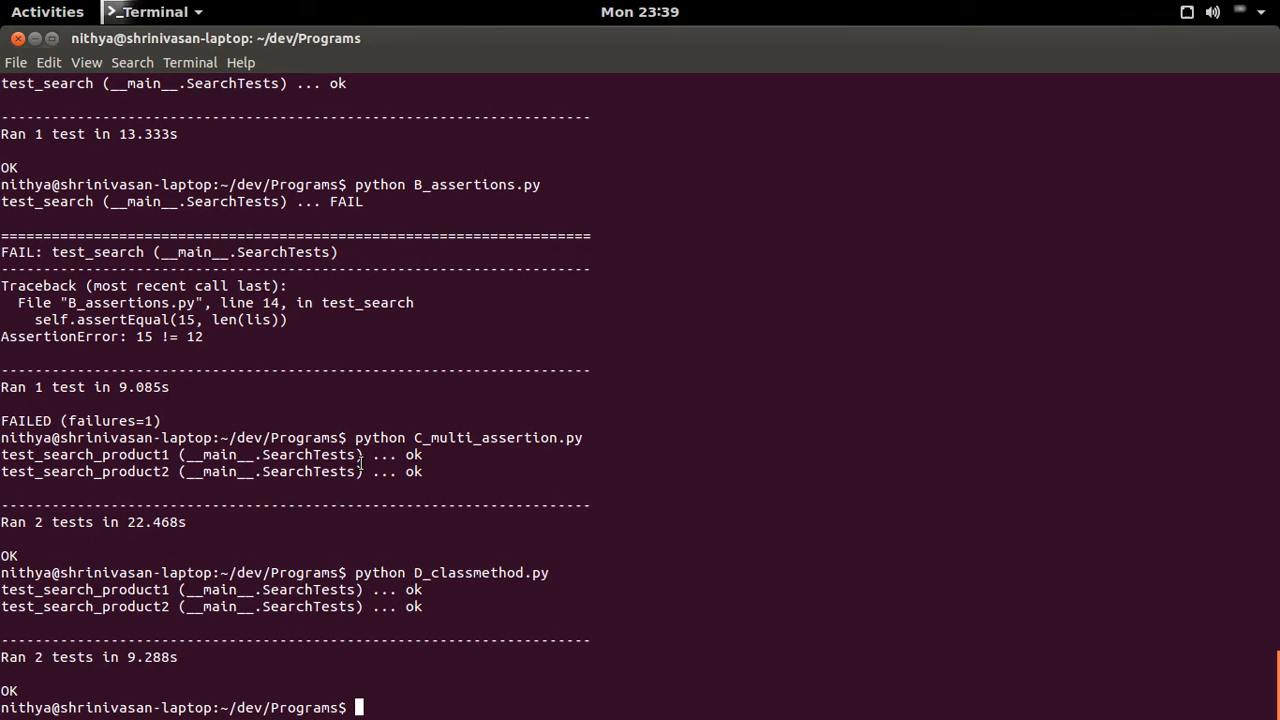 Activities Terminal Mon 23:39
nithya@shrinivasan-laptop: ~/dev/Programs
File Edit View Search Terminal Help
test_search (__main__.SearchTests) ... ok
----------------------------------------------------------------------
Ran 1 test in 13.333s
OK
nithya@shrinivasan-laptop:~/dev/Programs$ python B_assertions.py
test_search (__main__.SearchTests) ... FAIL
======================================================================
FAIL: test_search (__main__.SearchTests)
----------------------------------------------------------------------
Traceback (most recent call last):
  File "B_assertions.py", line 14, in test_search
    self.assertEqual(15, len(lis))
AssertionError: 15 != 12
----------------------------------------------------------------------
Ran 1 test in 9.085s
FAILED (failures=1)
nithya@shrinivasan-laptop:~/dev/Programs$ python C_multi_assertion.py
test_search_product1 (__main__.SearchTests) ... ok
test_search_product2 (__main__.SearchTests) ... ok
----------------------------------------------------------------------
Ran 2 tests in 22.468s
OK
nithya@shrinivasan-laptop:~/dev/Programs$ python D_classmethod.py
test_search_product1 (__main__.SearchTests) ... ok
test_search_product2 (__main__.SearchTests) ... ok
----------------------------------------------------------------------
Ran 2 tests in 9.288s
OK
nithya@shrinivasan-laptop:~/dev/Programs$